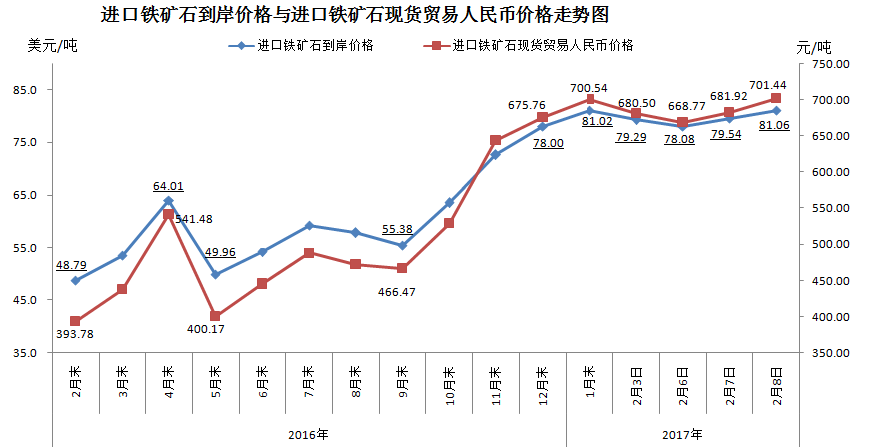 进口铁矿石到岸价格与进口铁矿石现货贸易人民币价格走势图
美元/吨
进口铁矿石到岸价格
进口铁矿石现货贸易人民币价格
元/吨
85.0
75.0
65.0
55.0
45.0
35.0
750.00
700.00
650.00
600.00
550.00
500.00
450.00
400.00
350.00
48.79
393.78
64.01
541.48
49.96
400.17
55.38
466.47
675.76
78.00
700.54
81.02
680.50
79.29
668.77
78.08
681.92
79.54
701.44
81.06
2月末
3月末
4月末
5月末
6月末
7月末
8月末
9月末
10月末
11月末
12月末
1月末
2月3日
2月6日
2月7日
2月8日
2016年
2017年